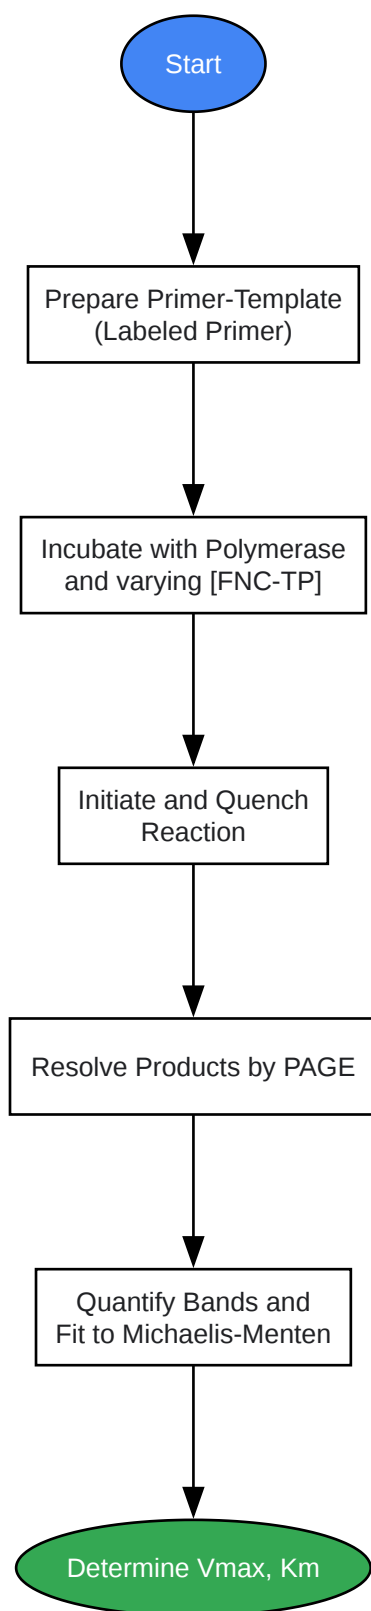 Start
Prepare Primer-Template
(Labeled Primer)
Incubate with Polymerase
and varying [FNC-TP]
Initiate and Quench
Reaction
Resolve Products by PAGE
Quantify Bands and
Fit to Michaelis-Menten
Determine Vmax, Km